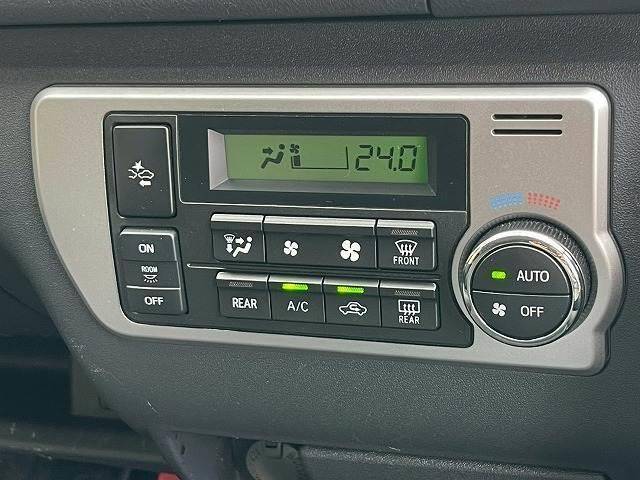 24.0
ON
ROOM
OFF
FRONT
REAR
A/C
REAR
AUTO
OFF